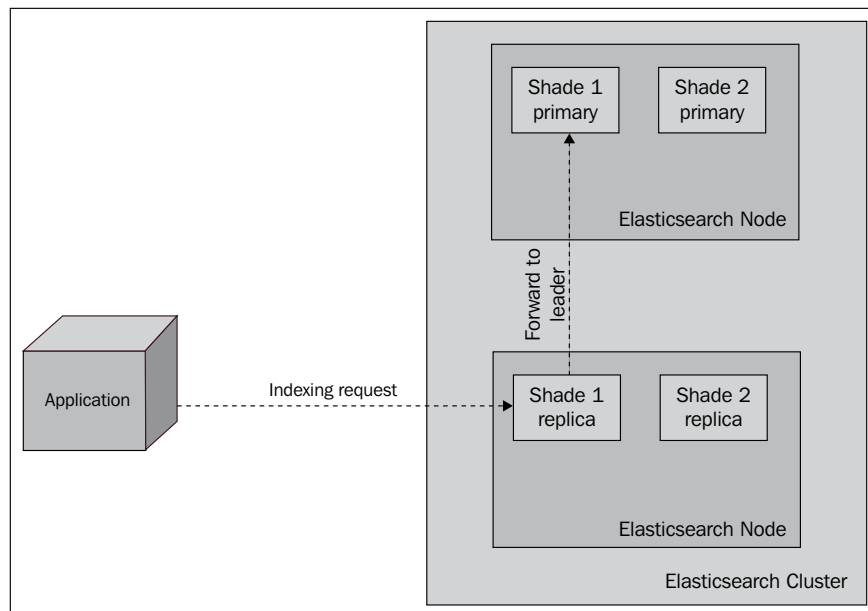 Shade 1
primary
Shade 2
primary
Elasticsearch Node
Forward to
leader
Application
Indexing request
Shade 1
replica
Shade 2
replica
Elasticsearch Node
Elasticsearch Cluster